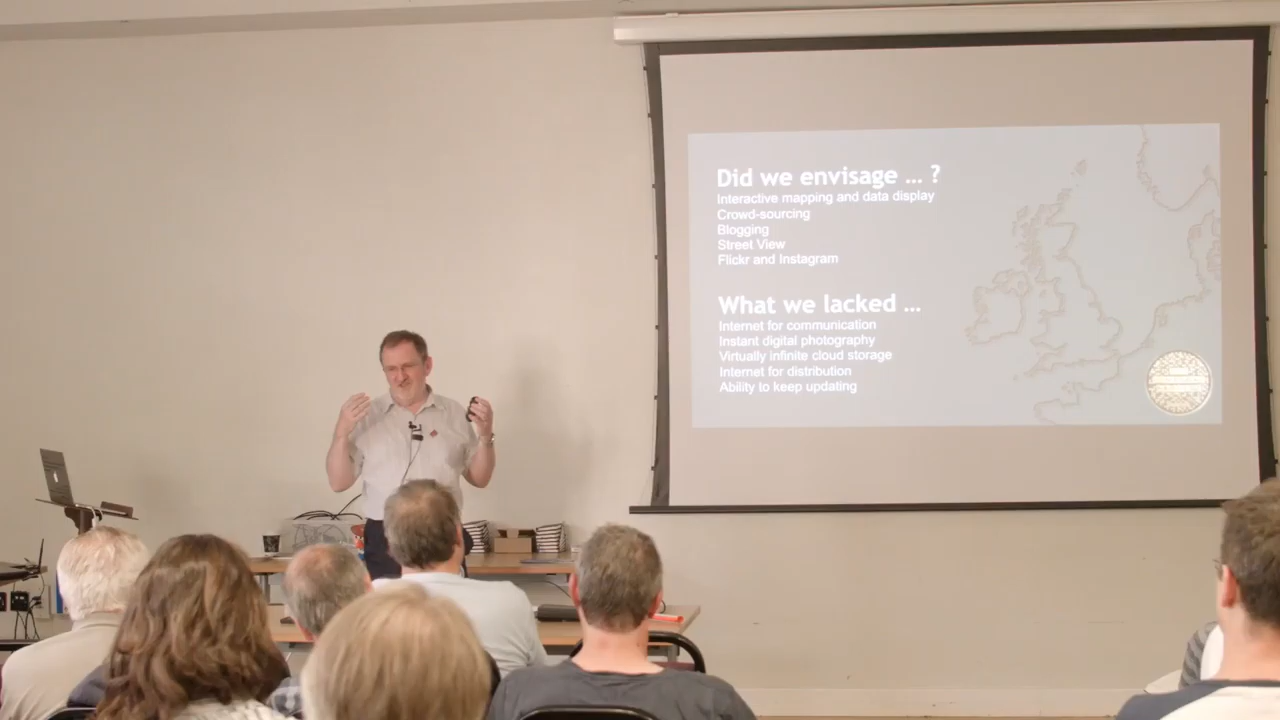 Did we envisage ... ?
Interactive mapping and data display
Crowd-sourcing
Blogging
Street View
Flickr and Instagram
What we lacked ...
Internet for communication
Instant digital photography
Virtually infinite cloud storage
Internet for distribution
Ability to keep updating